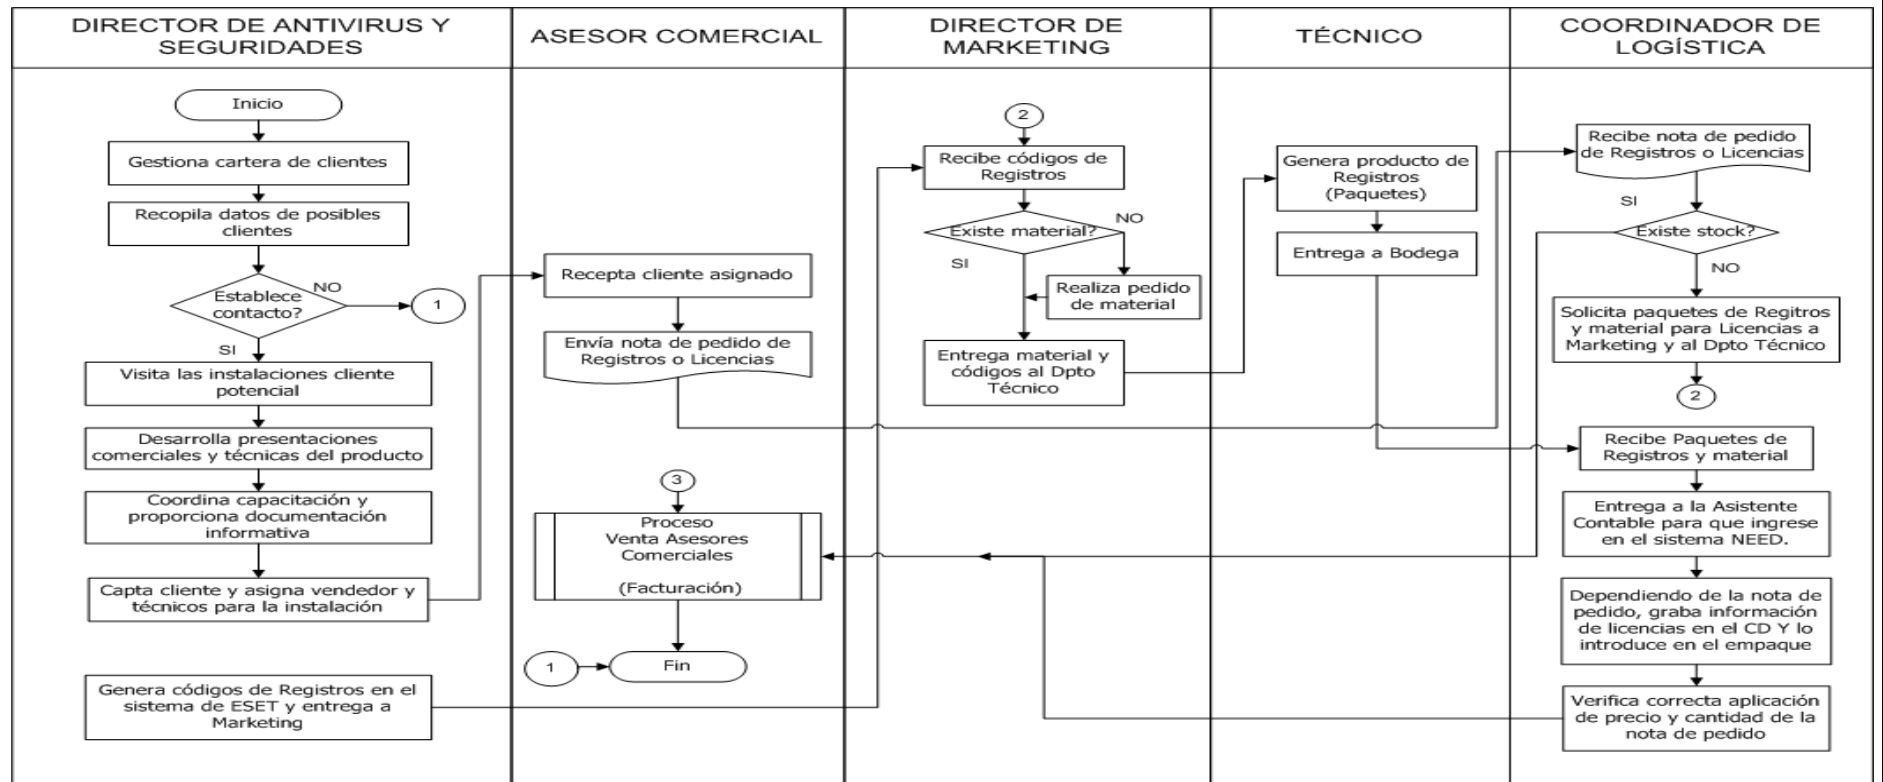 DIRECTOR DE ANTIVIRUS Y
SEGURIDADES
ASESOR COMERCIAL
DIRECTOR DE
MARKETING
TÉCNICO
COORDINADOR DE
LOGÍSTICA
Inicio
Gestiona cartera de clientes
Recopila datos de posibles
clientes
Establece
contacto?
NO
1
SI
Visita las instalaciones cliente
potencial
Desarrolla presentaciones
comerciales y técnicas del producto
Coordina capacitación y
proporciona documentación
informativa
Capta cliente y asigna vendedor y
técnicos para la instalación
Genera códigos de Registros en el
sistema de ESET y entrega a
Marketing
Recepta cliente asignado
Envía nota de pedido de
Registros o Licencias
3
Proceso
Venta Asesores
Comerciales
(Facturación)
1
Fin
2
Recibe códigos de
Registros
Existe material?
NO
SI
Realiza pedido
de material
Entrega material y
códigos al Dpto
Técnico
Genera producto de
Registros
(Paquetes)
Entrega a Bodega
Recibe nota de pedido
de Registros o Licencias
SI
Existe stock?
NO
Solicita paquetes de Regitros
y material para Licencias a
Marketing y al Dpto Técnico
2
Recibe Paquetes de
Registros y material
Entrega a la Asistente
Contable para que ingrese
en el sistema NEED.
Dependiendo de la nota de
pedido, graba información
de licencias en el CD Y lo
introduce en el empaque
Verifica correcta aplicación
de precio y cantidad de la
nota de pedido